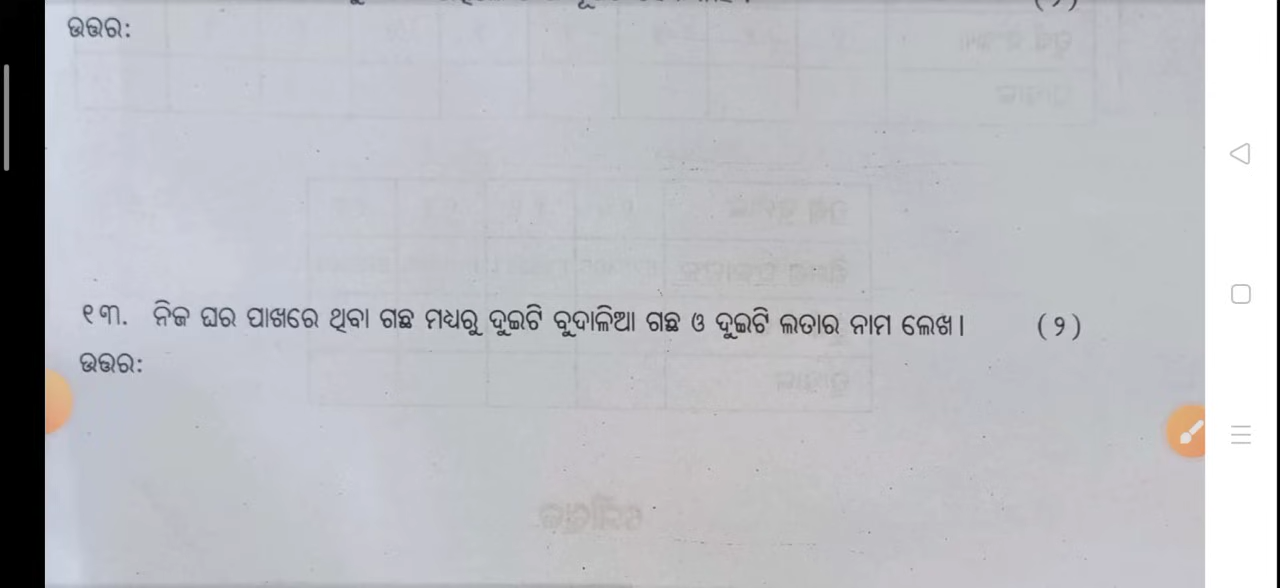 ଉତ୍ତର:
୧୩. ନିଜ ଘର ପାଖରେ ଥିବା ଗଛ ମଧ୍ୟରୁ ଦୁଇଟି ବୁଦାଳିଆ ଗଛ ଓ ଦୁଇଟି ଲତାର ନାମ ଲେଖ। (୨)
ଉତ୍ତର: